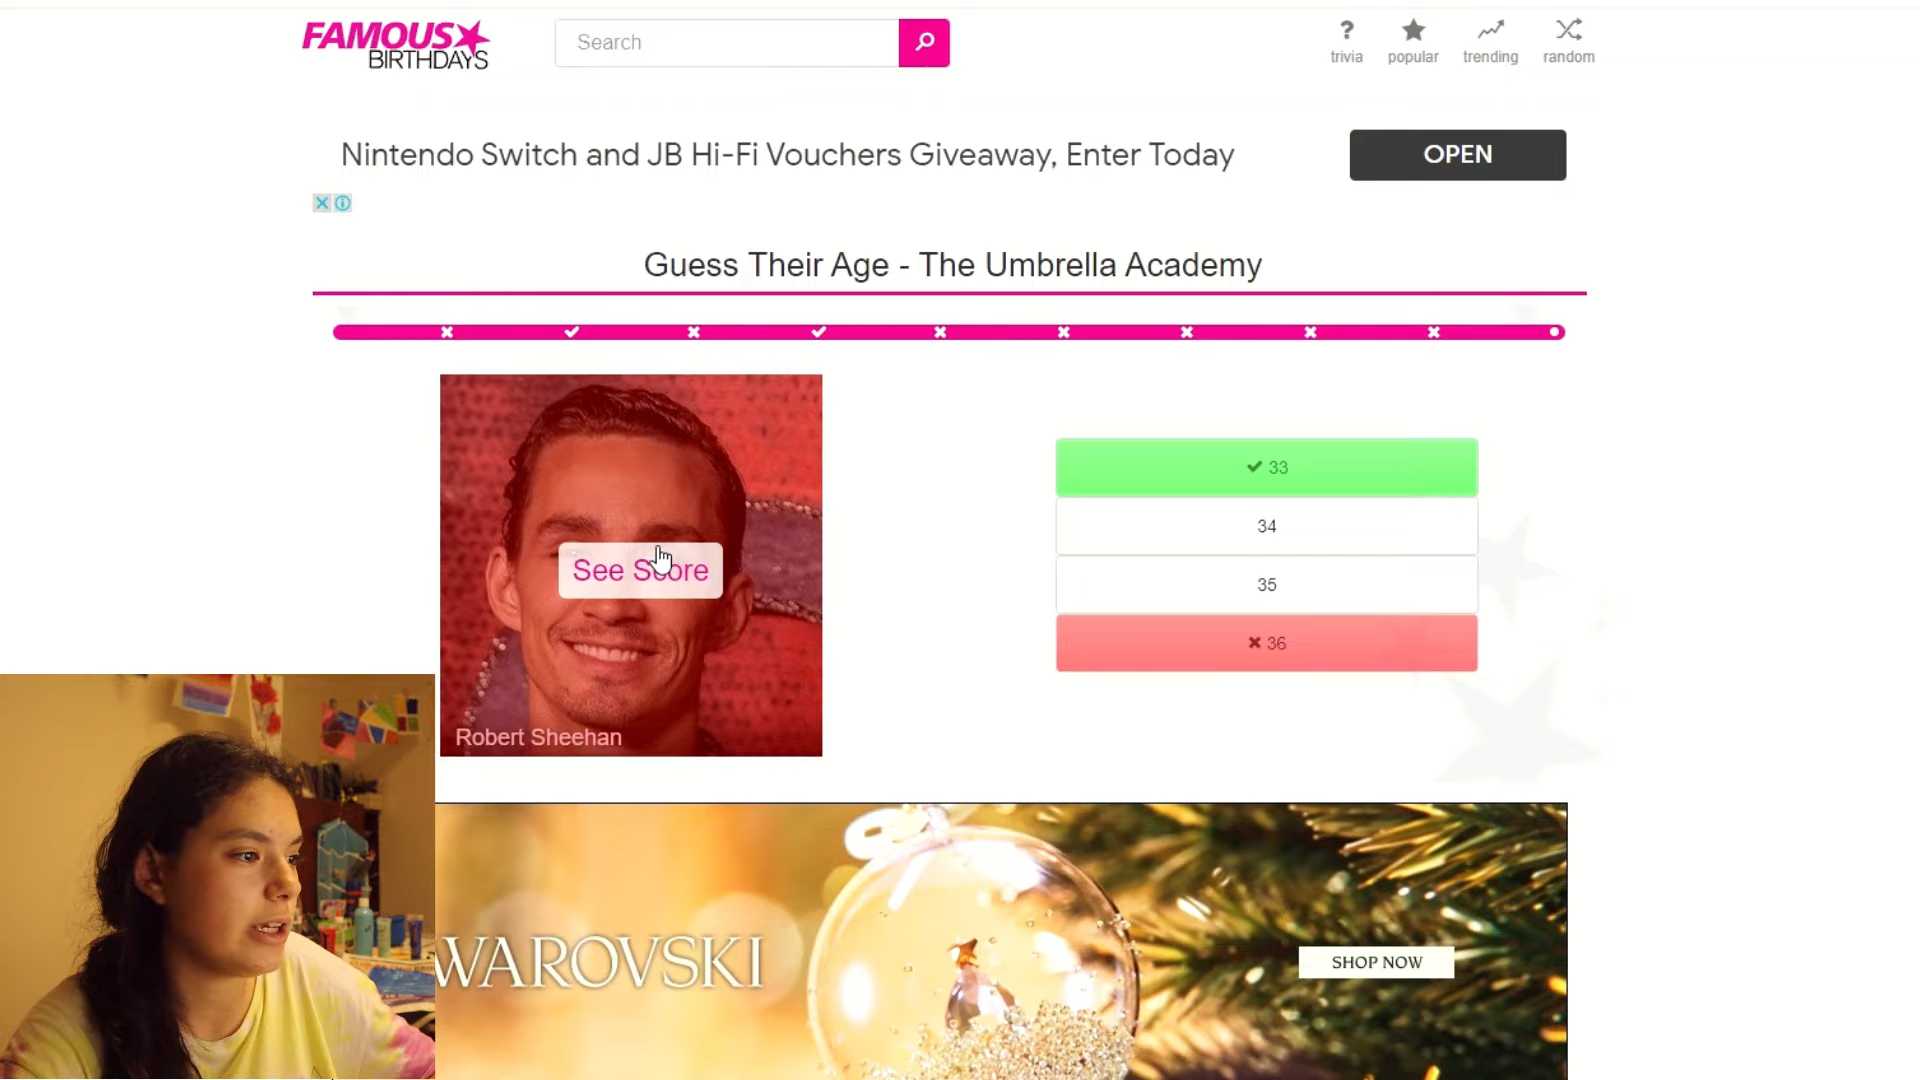 FAMOUS
BIRTHDAYS
Search
?
trivia
popular
trending
random
Nintendo Switch and JB Hi-Fi Vouchers Giveaway, Enter Today
OPEN
Guess Their Age - The Umbrella Academy
33
34
35
36
See Score
Robert Sheehan
WAROVSKI
SHOP NOW